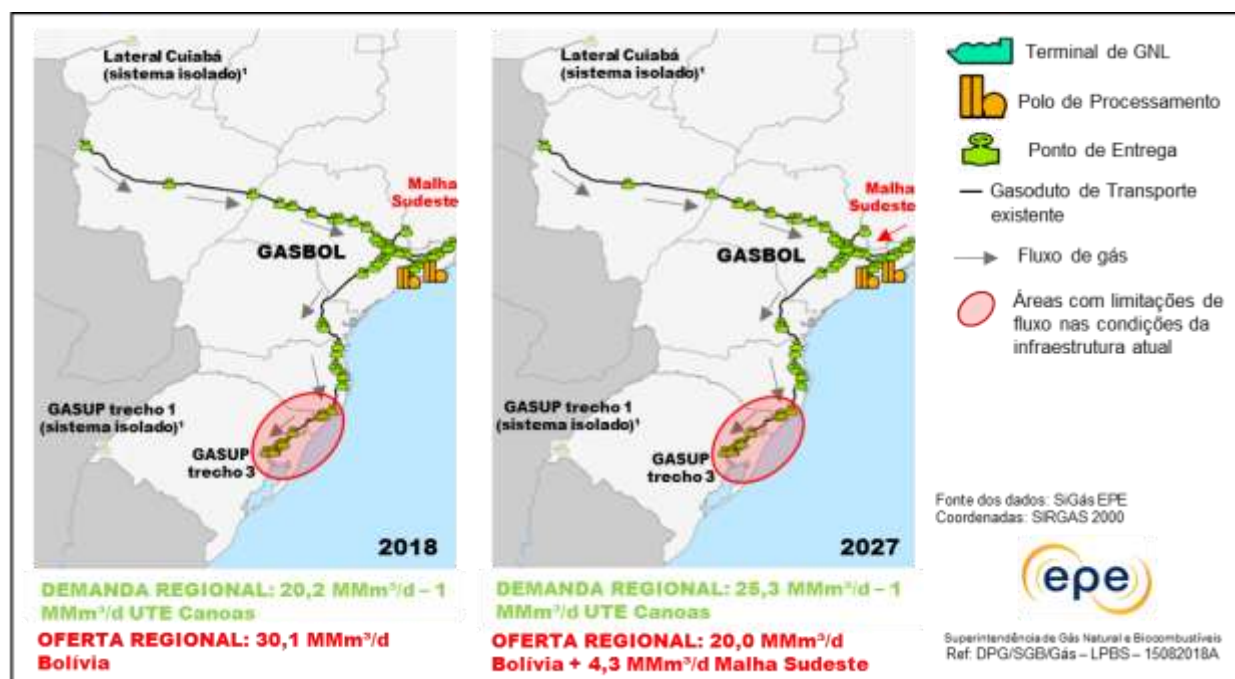 Lateral Cuiabá
(sistema isolado)¹
Malha
Sudeste
GASBOL
GASUP trecho 1
(sistema isolado)¹
GASUP
trecho 3
2018
DEMANDA REGIONAL: 20,2 MMm³/d – 1
MMm³/d UTE Canoas
OFERTA REGIONAL: 30,1 MMm³/d
Bolívia
Lateral Cuiabá
(sistema isolado)¹
Malha
Sudeste
GASBOL
GASUP trecho 1
(sistema isolado)¹
GASUP
trecho 3
2027
DEMANDA REGIONAL: 25,3 MMm³/d – 1
MMm³/d UTE Canoas
OFERTA REGIONAL: 20,0 MMm³/d
Bolívia + 4,3 MMm³/d Malha Sudeste
Terminal de GNL
Polo de Processamento
Ponto de Entrega
Gasoduto de Transporte
existente
Fluxo de gás
Áreas com limitações de
fluxo nas condições da
infraestrutura atual
Fonte dos dados: SiGás EPE
Coordenadas: SIRGAS 2000
epe
Superintendência de Gás Natural e Biocombustíveis
Ref: DPG/SGB/Gás – LPBS – 15082018A